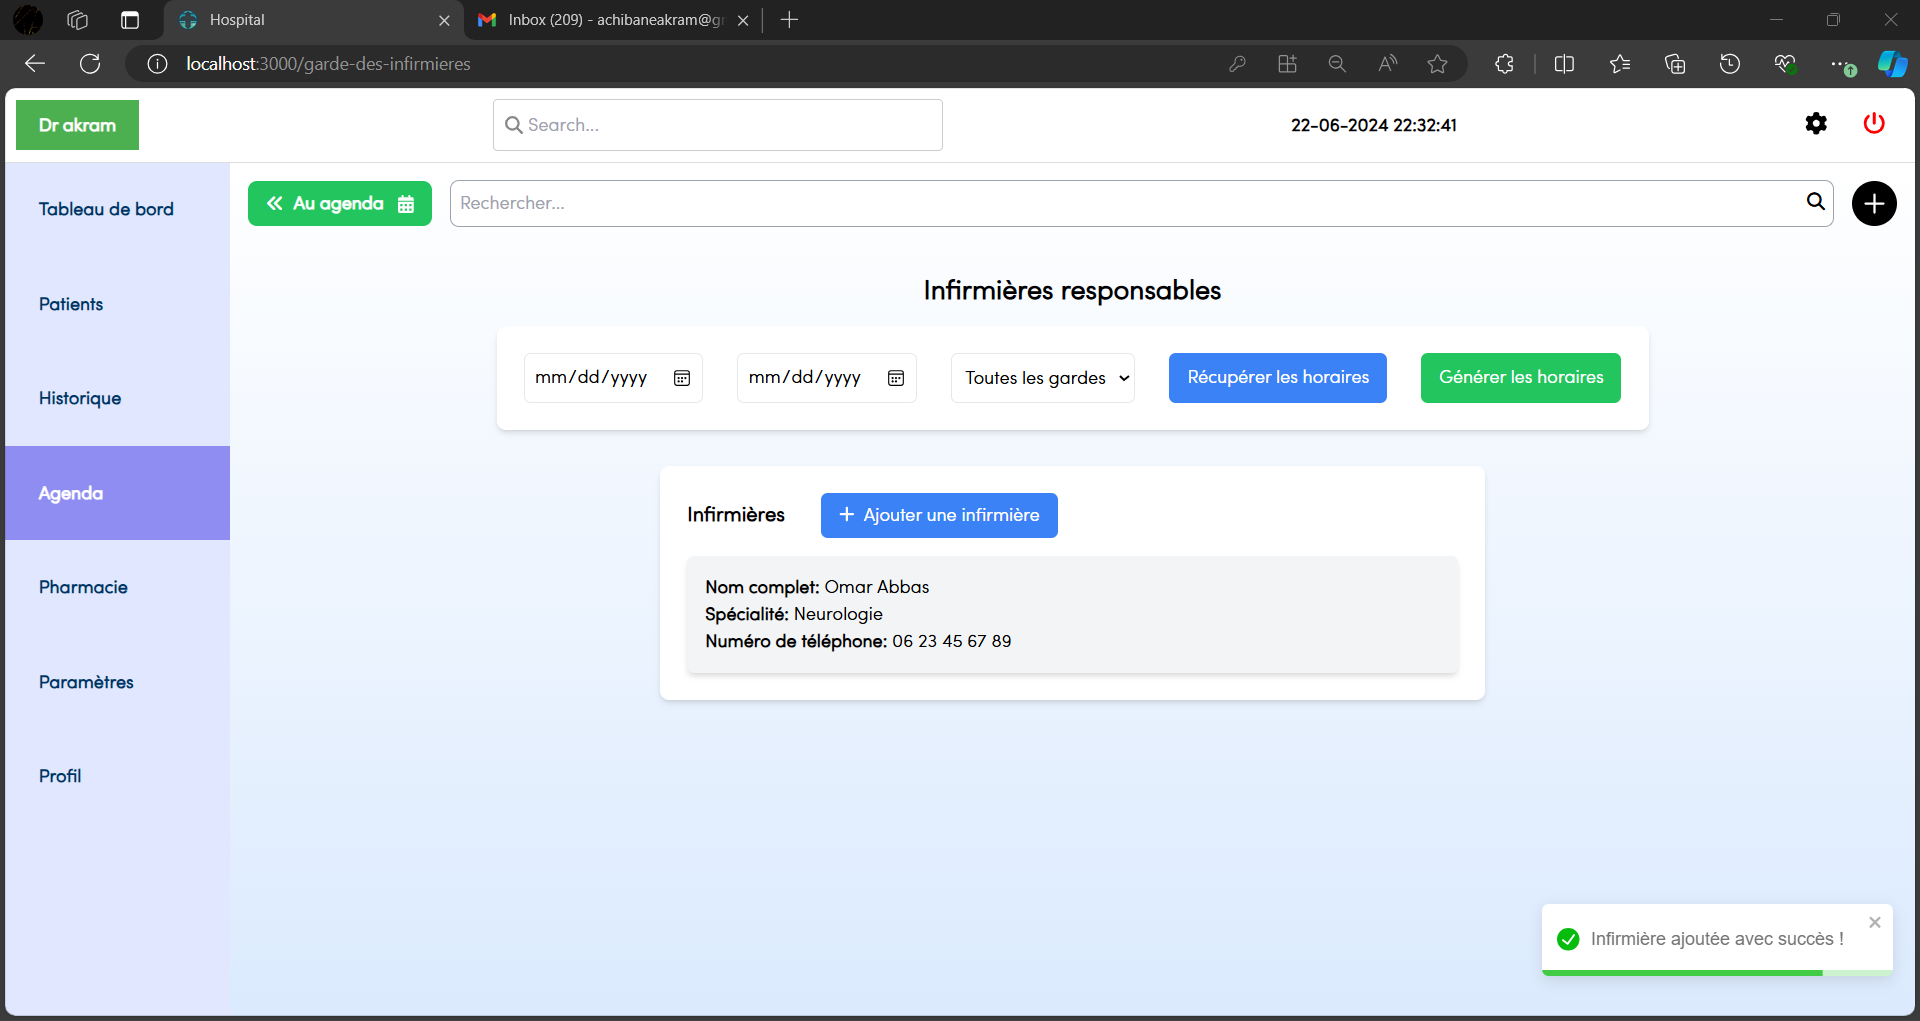 Hospital
Inbox (209) - achibaneakram@g
localhost:3000/garde-des-infirmieres
Dr akram
Search...
22-06-2024 22:32:41
Tableau de bord
Patients
Historique
Agenda
Pharmacie
Paramètres
Profil
Au agenda
Rechercher...
Infirmières responsables
mm/dd/yyyy
mm/dd/yyyy
Toutes les gardes
Récupérer les horaires
Générer les horaires
Infirmières
+ Ajouter une infirmière
Nom complet: Omar Abbas
Spécialité: Neurologie
Numéro de téléphone: 06 23 45 67 89
Infirmière ajoutée avec succès !